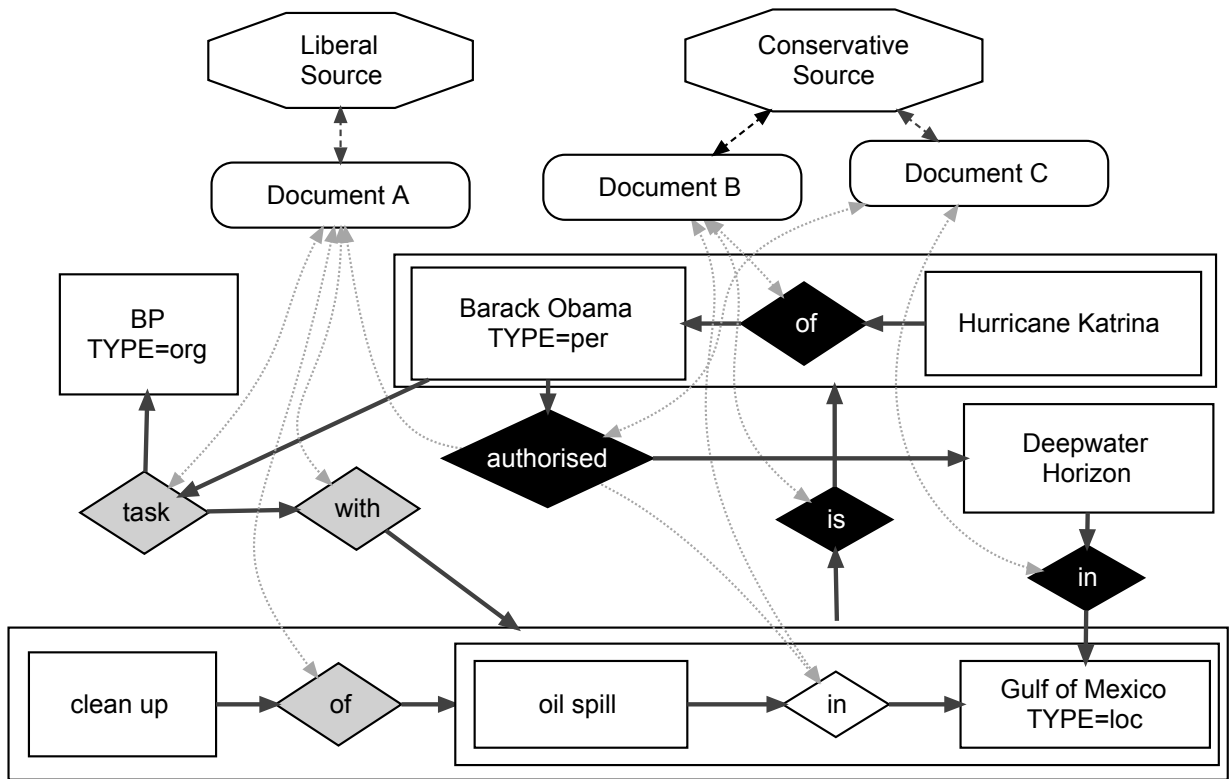 Liberal
Source
Conservative
Source
Document A
Document B
Document C
BP
TYPE=org
Barack Obama
TYPE=per
of
Hurricane Katrina
authorised
Deepwater
Horizon
task
with
is
in
clean up
of
oil spill
in
Gulf of Mexico
TYPE=loc